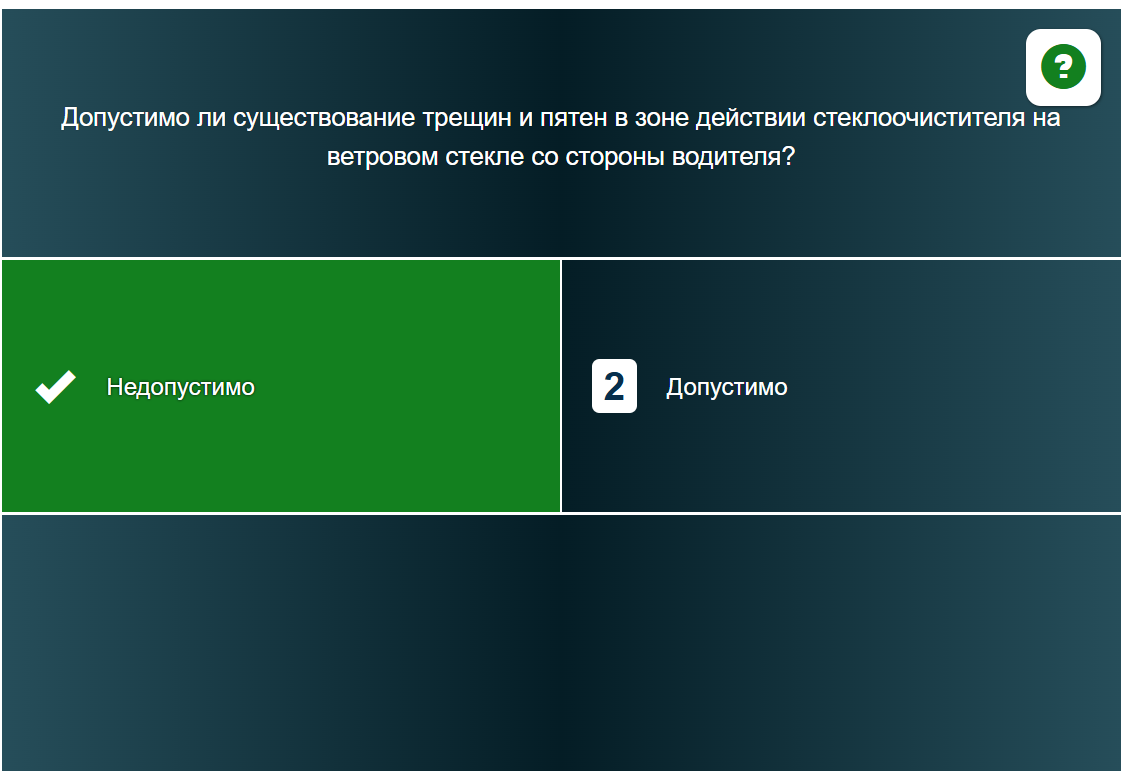 ?
Допустимо ли существование трещин и пятен в зоне действии стеклоочистителя на
ветровом стекле со стороны водителя?
Недопустимо
2 Допустимо